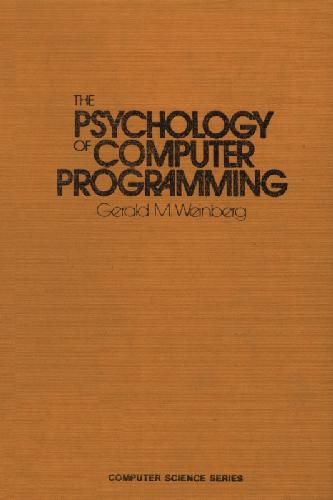 THE
PSYCHOLOGY
OF COMPUTER
PROGRAMMING
Gerald M. Weinberg
COMPUTER SCIENCE SERIES